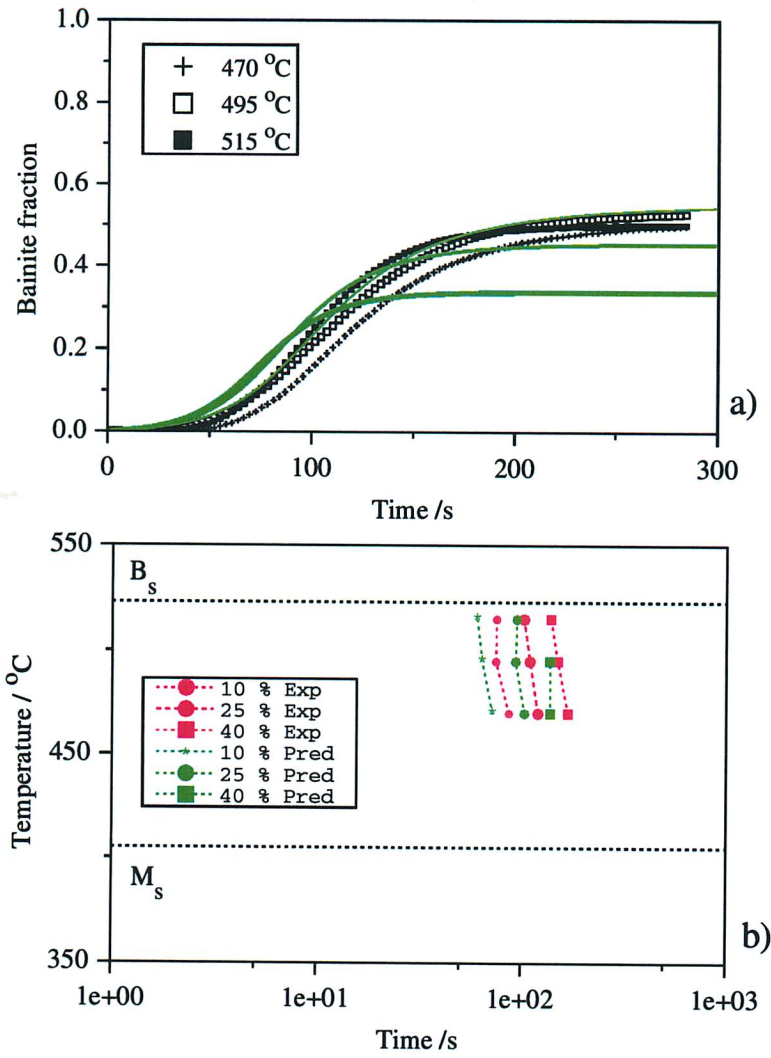 1.0
0.8
0.6
0.4
0.2
0.0
Bainite fraction
470 °C
495 °C
515 °C
a)
0
100
200
300
Time /s
550
450
350
Temperature / °C
Bs
10 % Exp
25 % Exp
40 % Exp
10 % Pred
25 % Pred
40 % Pred
Ms
b)
1e+00
1e+01
1e+02
1e+03
Time /s